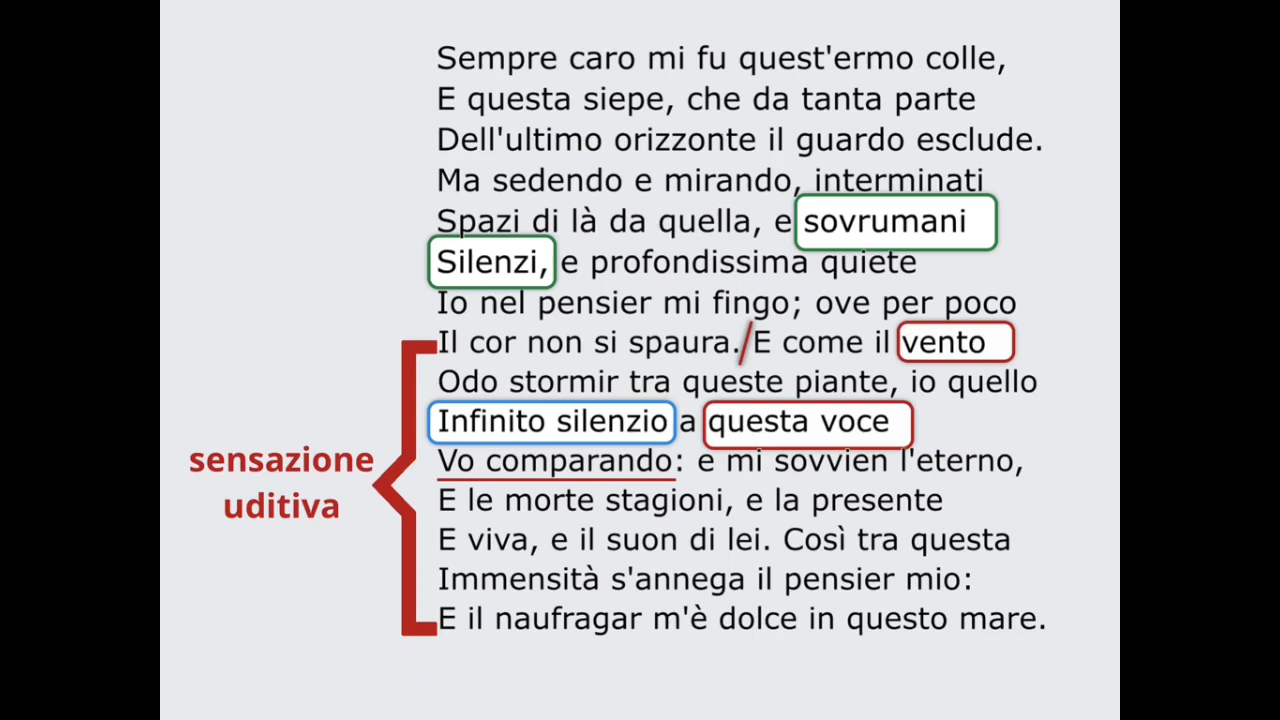 Sempre caro mi fu quest'ermo colle,
E questa siepe, che da tanta parte
Dell'ultimo orizzonte il guardo esclude.
Ma sedendo e mirando, interminati
Spazi di là da quella, e sovrumani
Silenzi, e profondissima quiete
Io nel pensier mi fingo; ove per poco
Il cor non si spaura. E come il vento
Odo stormir tra queste piante, io quello
Infinito silenzio a questa voce
Vo comparando: e mi sovvien l'eterno,
E le morte stagioni, e la presente
E viva, e il suon di lei. Così tra questa
Immensità s'annega il pensier mio:
E il naufragar m'è dolce in questo mare.
sensazione
uditiva